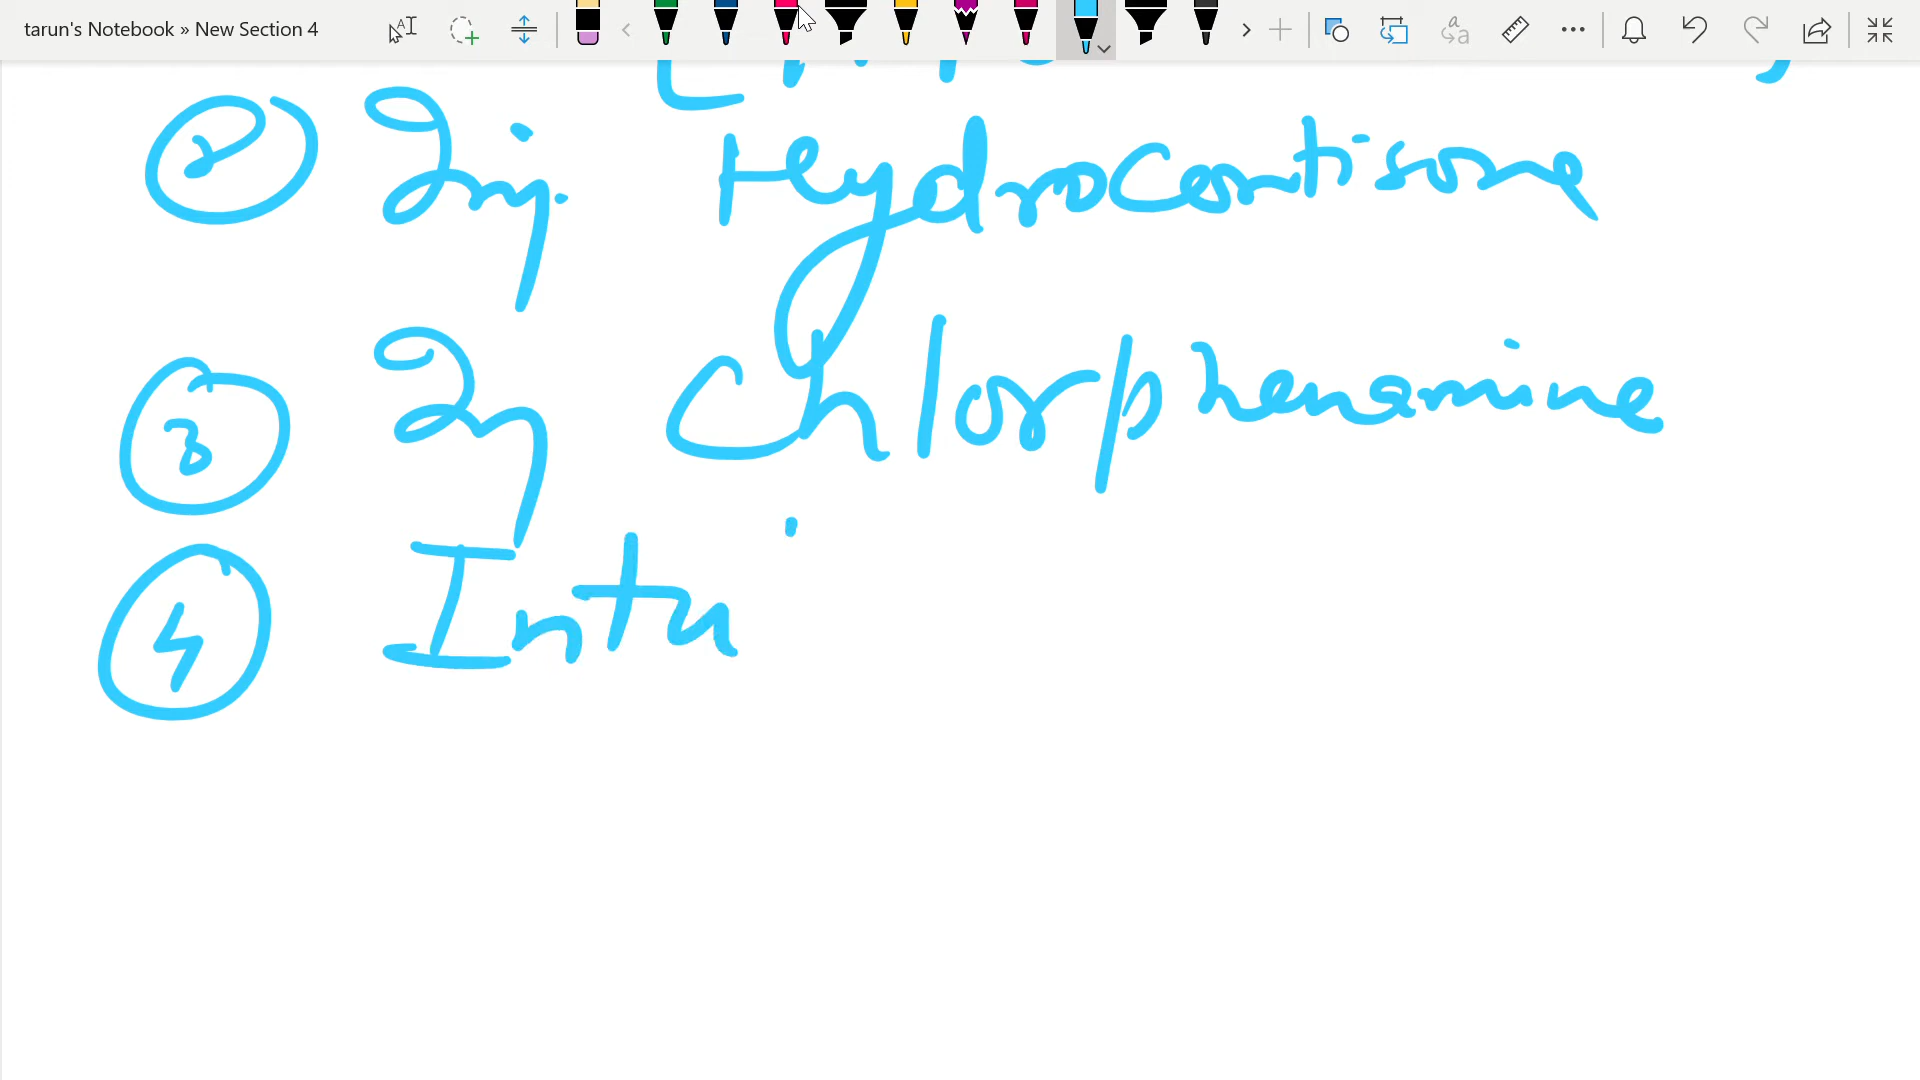 tarun's Notebook » New Section 4
② Inj. Hydrocortisone
③ Inj Chlorphenamine
④ Intu